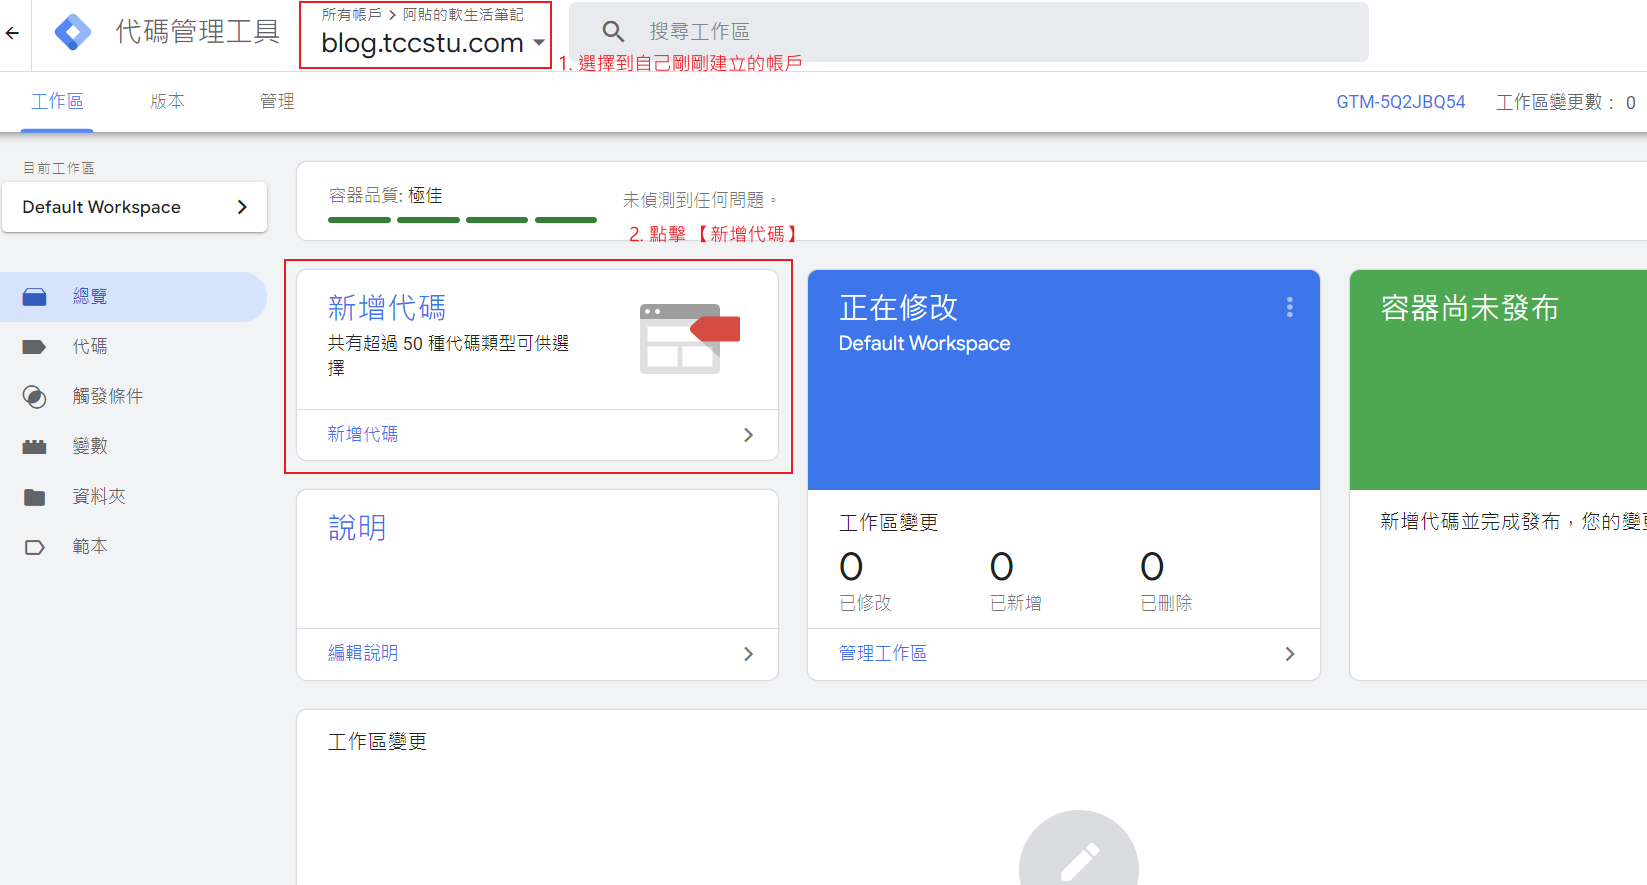 所有帳戶 > 阿貼的軟生活筆記
代碼管理工具
blog.tccstu.com
搜尋工作區
1. 選擇到自己剛剛建立的帳戶
工作區
版本
管理
GTM-5Q2JBQ54
工作區變更數： 0
目前工作區
Default Workspace
容器品質: 極佳
未偵測到任何問題。
2. 點擊 【新增代碼】
總覽
代碼
觸發條件
變數
資料夾
範本
新增代碼
共有超過 50 種代碼類型可供選
擇
新增代碼
正在修改
Default Workspace
容器尚未發布
說明
編輯說明
工作區變更
0
已修改
0
已新增
0
已刪除
管理工作區
新增代碼並完成發布，您的變
工作區變更